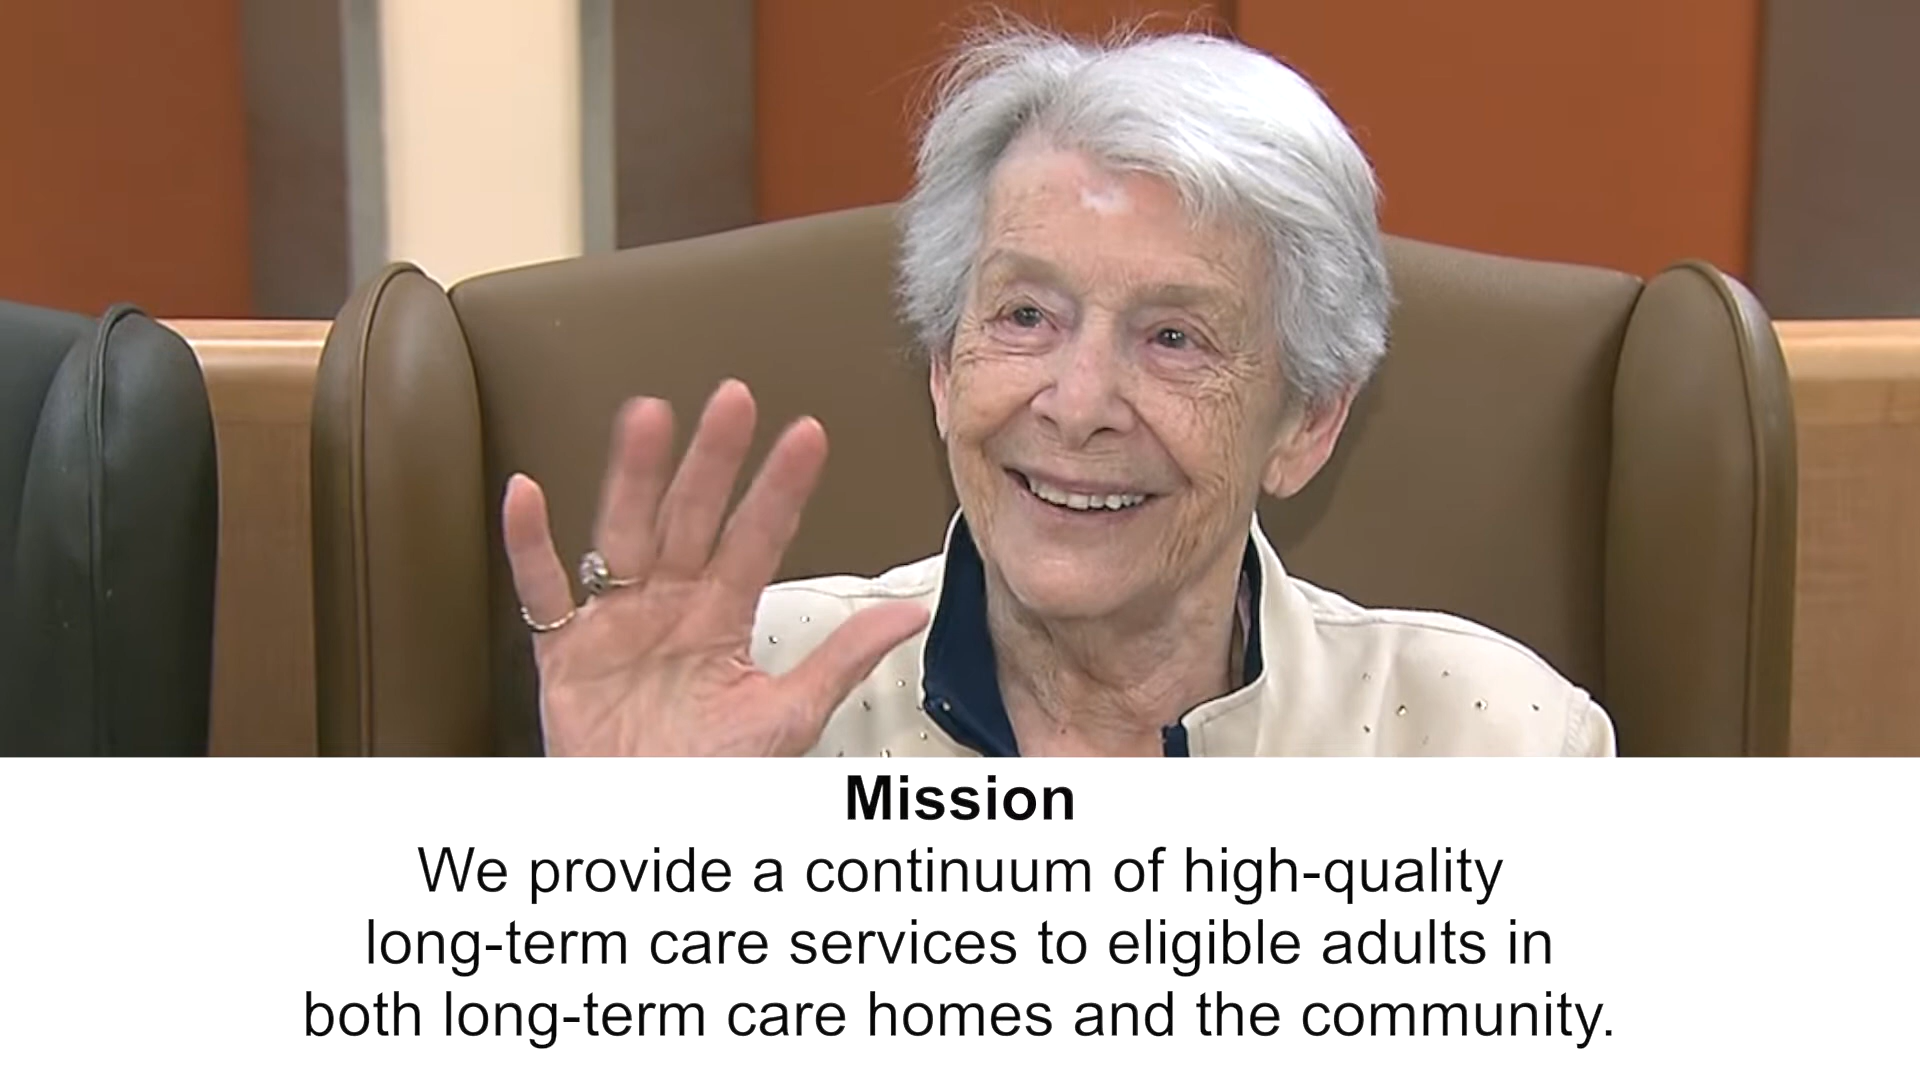 Mission
We provide a continuum of high-quality
long-term care services to eligible adults in
both long-term care homes and the community.